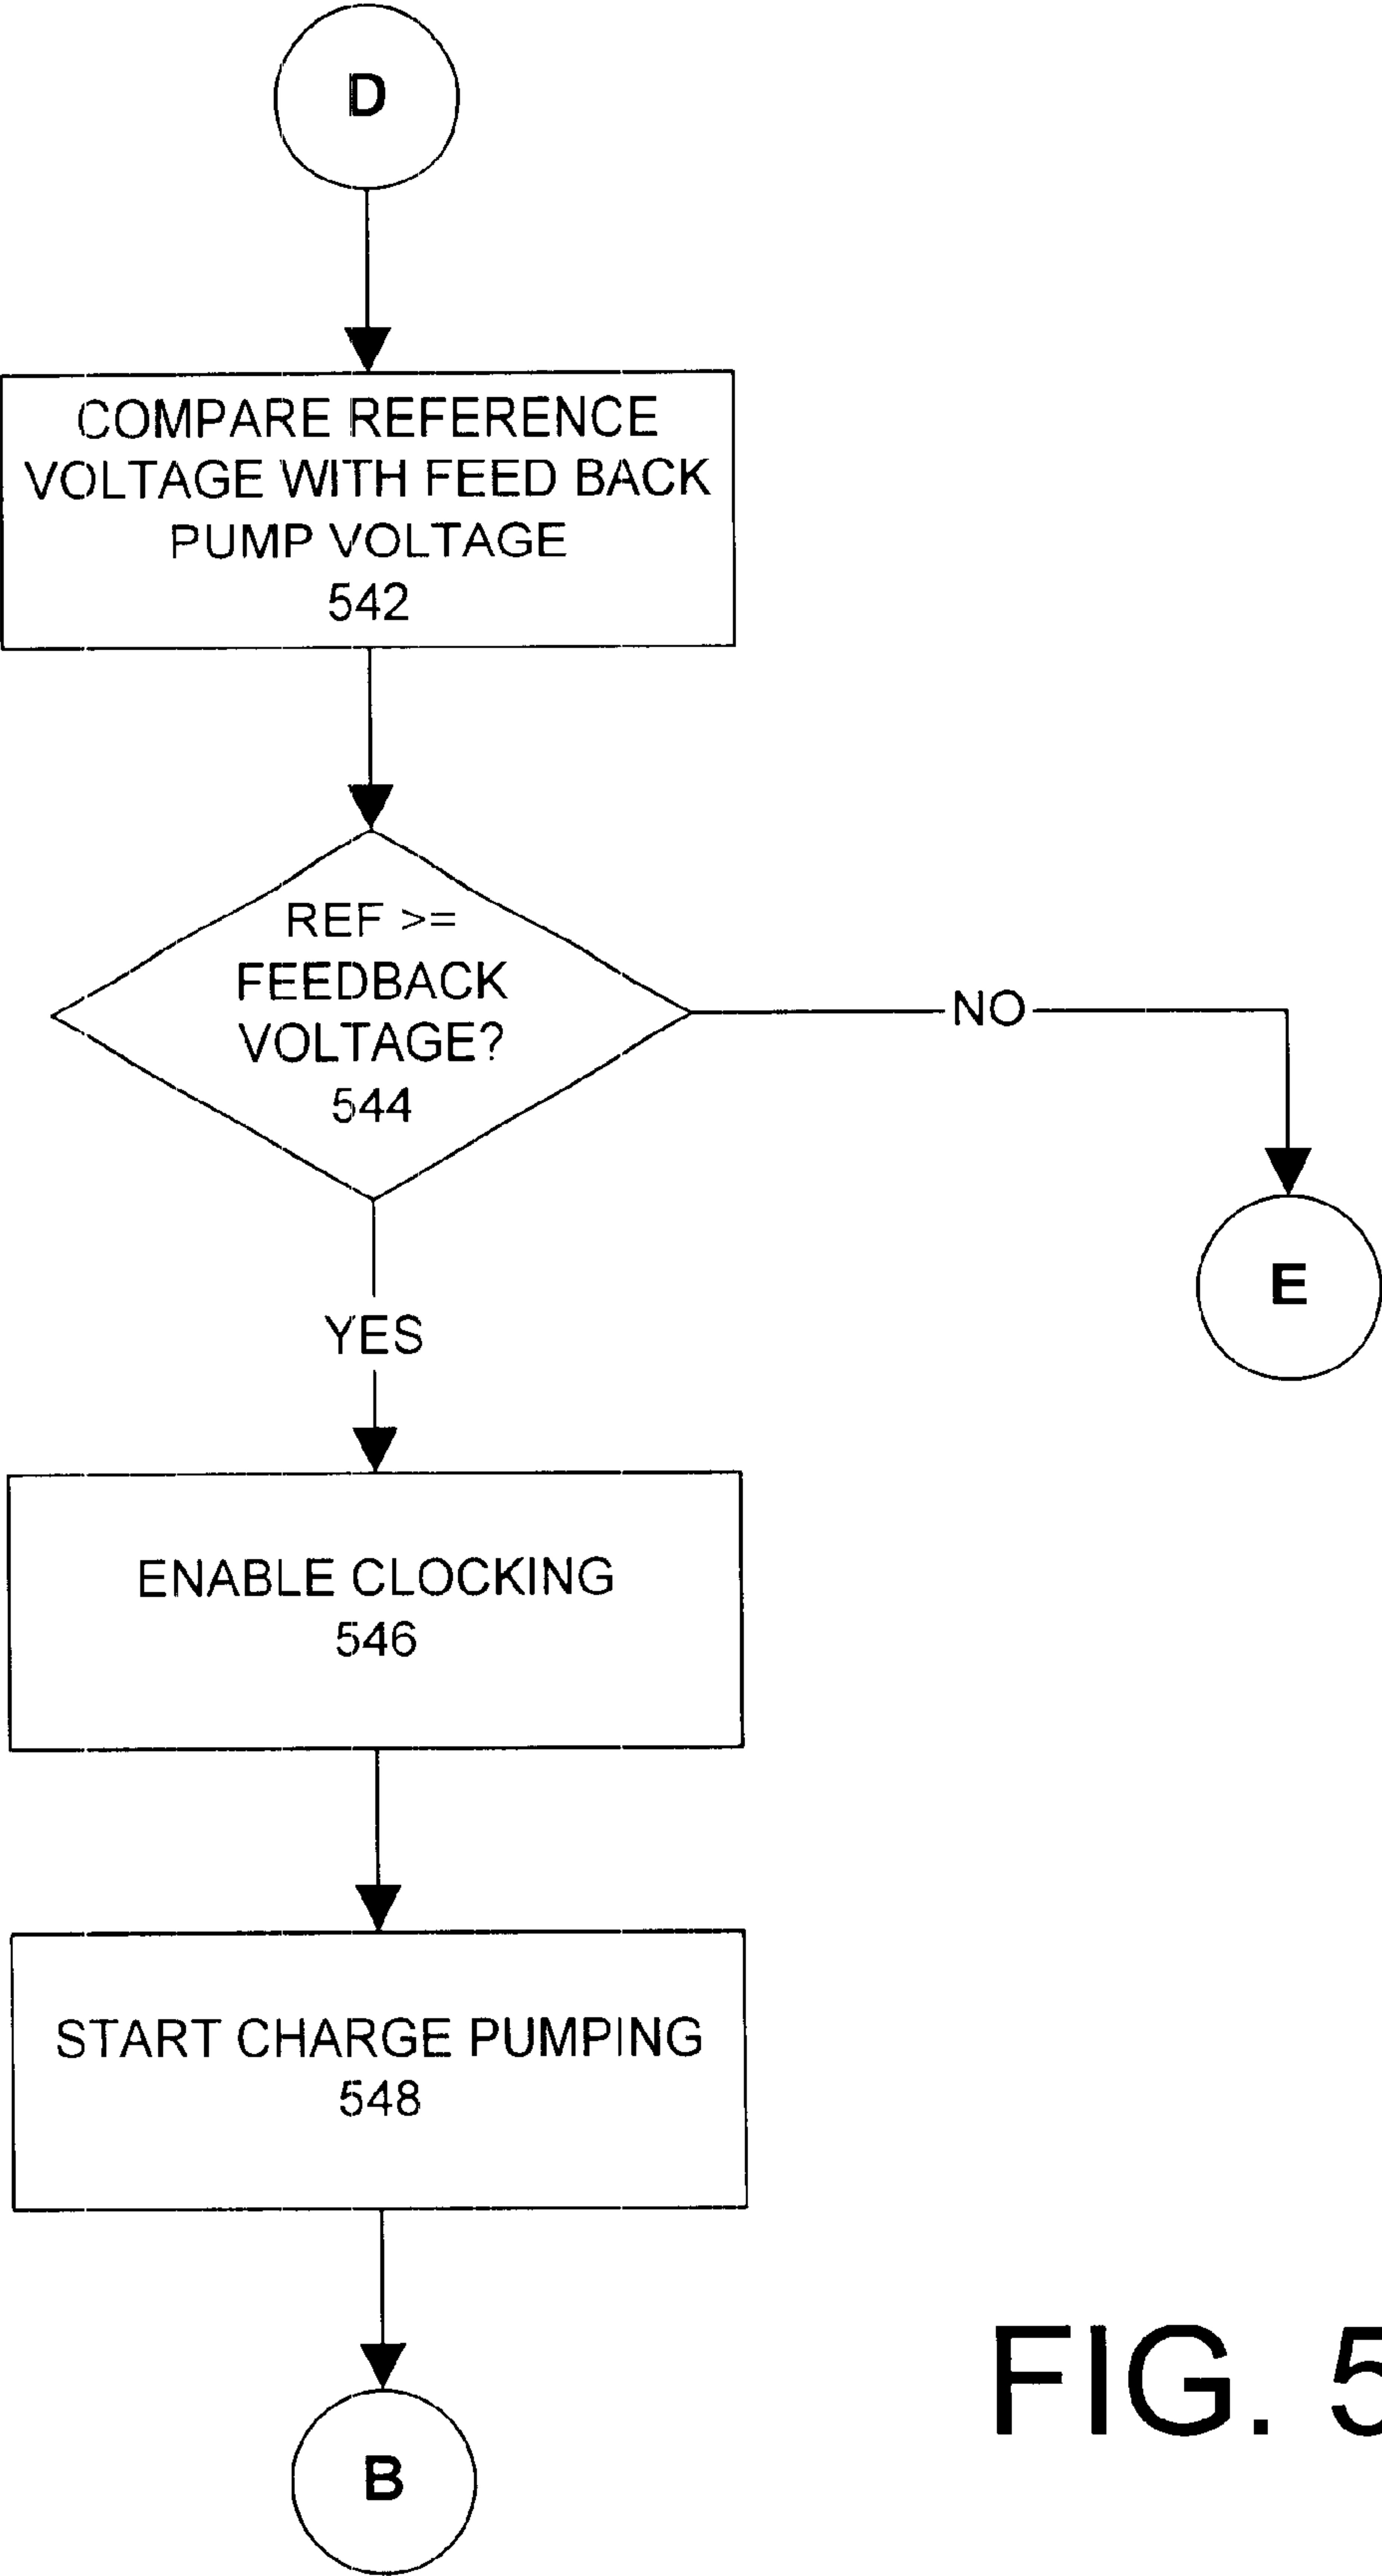 D
COMPARE REFERENCE
VOLTAGE WITH FEED BACK
PUMP VOLTAGE
542
REF >=
FEEDBACK
VOLTAGE?
544
NO
E
YES
ENABLE CLOCKING
546
START CHARGE PUMPING
548
B
FIG. 5